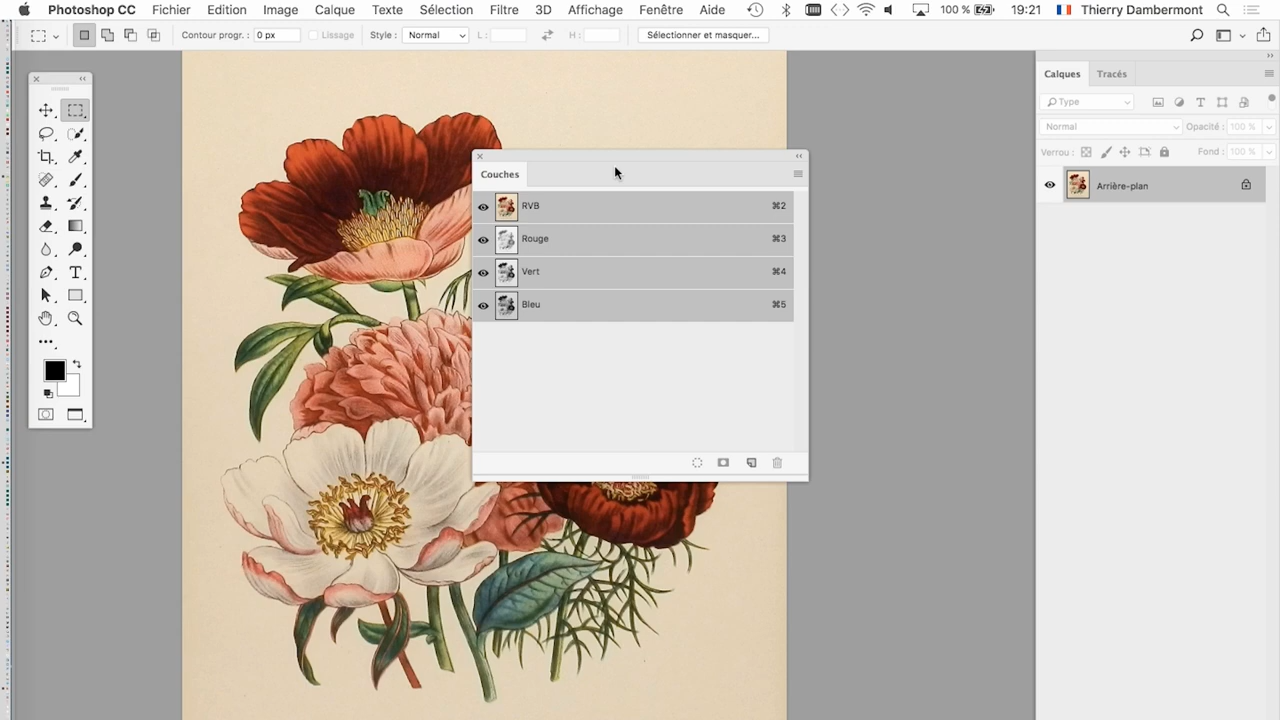 Photoshop CC Fichier Edition Image Calque Texte Sélection Filtre 3D Affichage Fenêtre Aide 100 % 19:21 Thierry Dambermont
Contour progr. : 0 px Lissage Style : Normal L : H : Sélectionner et masquer...
Calques Tracés
Type
Normal Opacité : 100 %
Verrou : Fond : 100 %
Arrière-plan
Couches
RVB ⌘2
Rouge ⌘3
Vert ⌘4
Bleu ⌘5